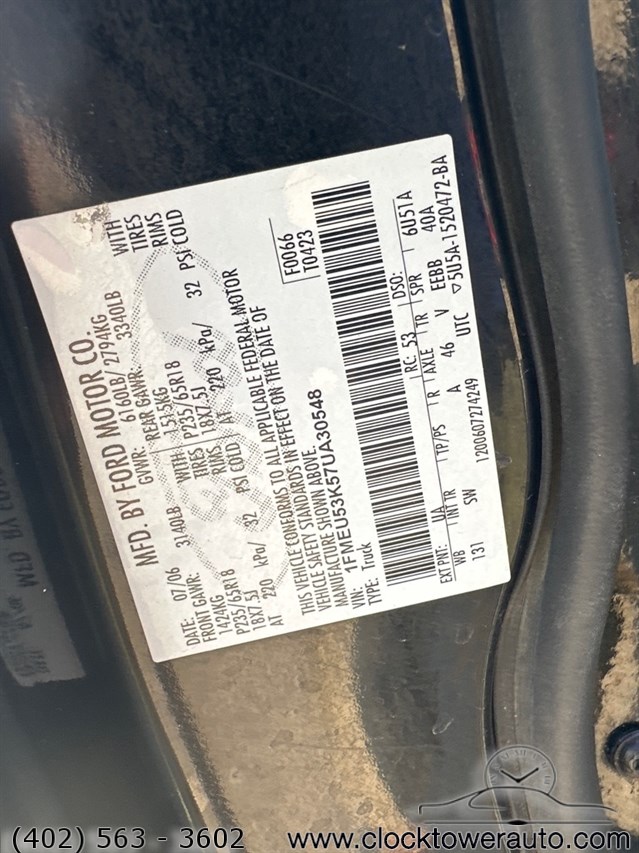 MFD. BY FORD MOTOR CO.
DATE: 07/06 GVWR: 6160LB/ 2794KG
FRONT GAWR: 3140LB REAR GAWR: 3340LB
1424KG WITH 1515KG WITH
P235/65R18 TIRES P235/65R18 TIRES
18X7.5J RIMS 18X7.5J RIMS
AT 220 kPa/ 32 PSI COLD AT 220 kPa/ 32 PSI COLD
THIS VEHICLE CONFORMS TO ALL APPLICABLE FEDERAL MOTOR
VEHICLE SAFETY STANDARDS IN EFFECT ON THE DATE OF
MANUFACTURE SHOWN ABOVE.
VIN: 1FMEU53K57UA30548
TYPE: Truck
F0066
T0423
EXT PNT: UA RC: 53 DSO:
WB INTR TP/PS R AXLE TR SPR 6U51A
131 SW A 46 V EEBB 40A
1200607274249 UTC ▽5U5A-1520472-BA
(402) 563 - 3602 www.clocktowerauto.com